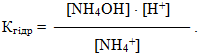 [NH4OH] · [H⁺]
Кгідр = ———————— .
[NH4⁺]